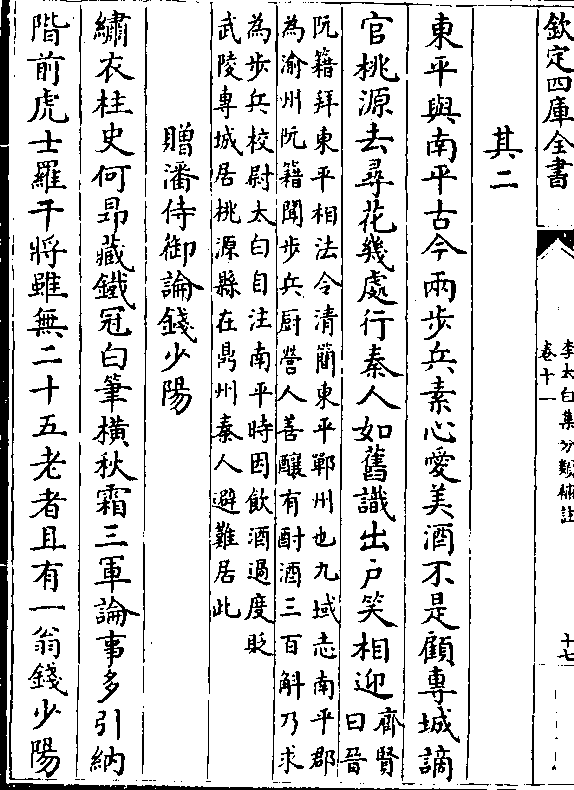 欽定四庫全書
李太白集分類補註
卷十一
十七
其二
東平與南平古今兩步兵素心愛美酒不是顧專城謫
官桃源去尋花幾處行秦人如舊識出户笑相迎
齊賢
曰晉
阮籍拜東平相法令清簡東平鄆州也九域志南平郡
為渝州阮籍聞步兵厨營人善釀有酎酒三百斛乃求
為步兵校尉太白自注南平時因飲酒過度貶
武陵專城居桃源縣在鼎州秦人避難居此
贈潘侍御論錢少陽
繡衣柱史何昻藏鐵冠白筆橫秋霜三軍論事多引納
階前虎士羅干將雖無二十五老者且有一翁錢少陽